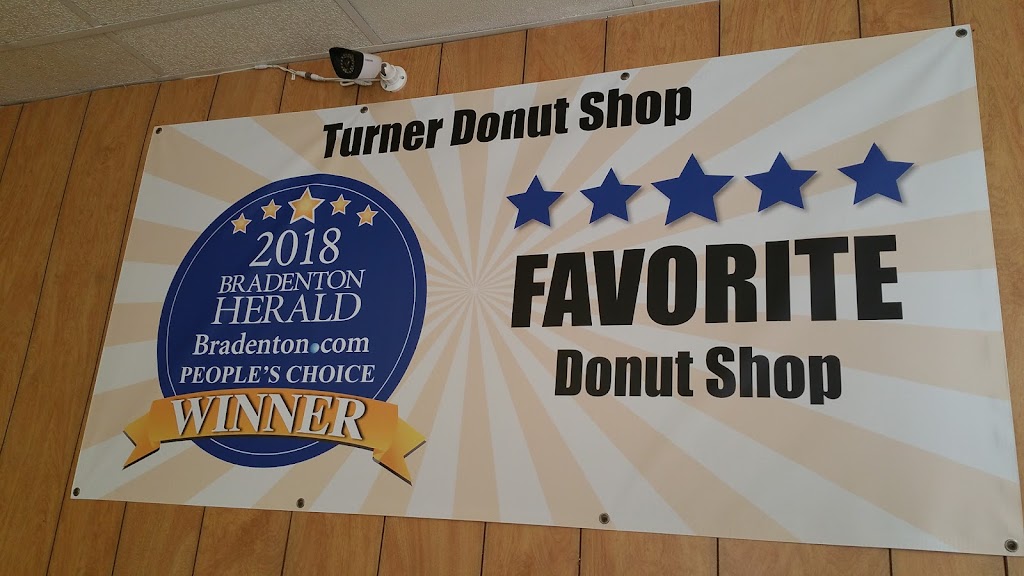 Turner Donut Shop
2018
BRADENTON
HERALD
Bradenton.com
PEOPLE'S CHOICE
WINNER
FAVORITE
Donut Shop